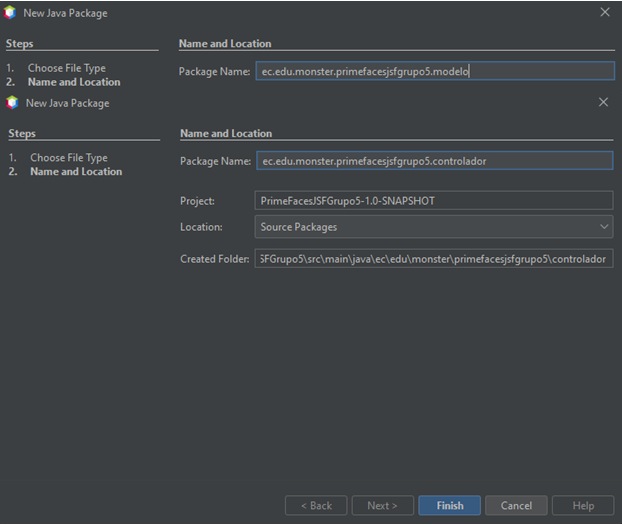 New Java Package
Steps
Name and Location
1. Choose File Type
Package Name: ec.edu.monster.primefacesjsfgrupo5.modelo
2. Name and Location
New Java Package
Steps
Name and Location
1. Choose File Type
Package Name: ec.edu.monster.primefacesjsfgrupo5.controlador
2. Name and Location
Project: PrimeFacesJSFGrupo5-1.0-SNAPSHOT
Location: Source Packages
Created Folder: SFGrupo5\src\main\java\ec\edu\monster\primefacesjsfgrupo5\controlador
< Back Next > Finish Cancel Help